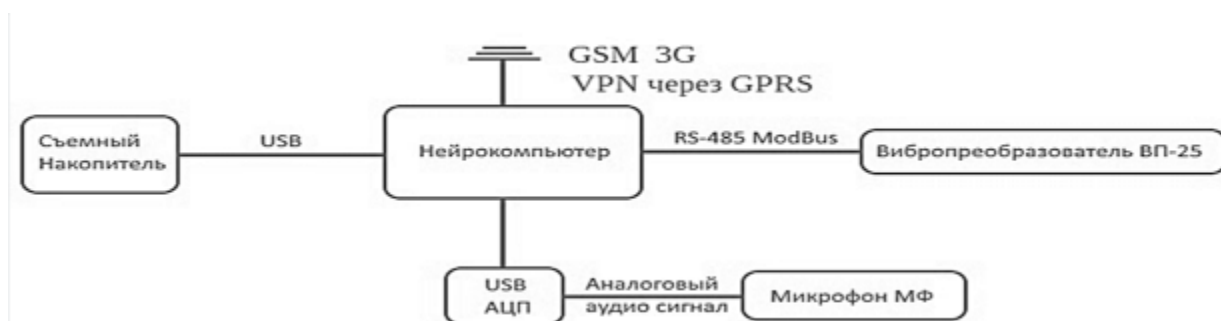 GSM 3G
VPN через GPRS
Съемный
Накопитель
USB
Нейрокомпьютер
RS-485 ModBus
Вибропреобразователь ВП-25
USB
АЦП
Аналоговый
аудио сигнал
Микрофон МФ